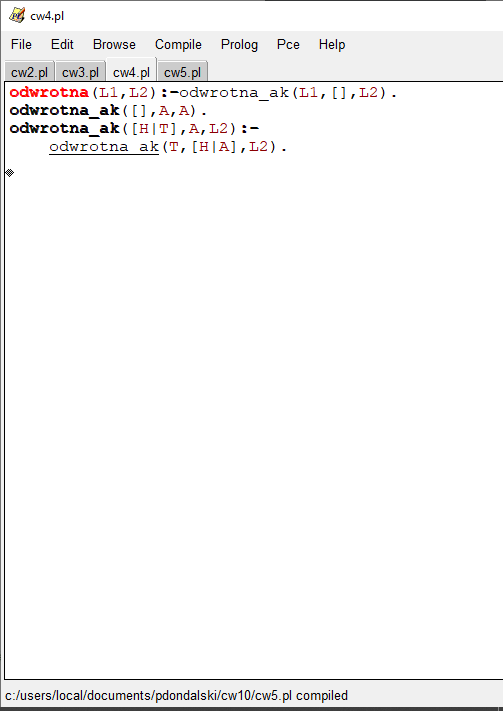 cw4.pl
File Edit Browse Compile Prolog Pce Help
cw2.pl cw3.pl cw4.pl cw5.pl
odwrotna(L1,L2):-odwrotna_ak(L1,[],L2).
odwrotna_ak([],A,A).
odwrotna_ak([H|T],A,L2):-
    odwrotna_ak(T,[H|A],L2).
c:/users/local/documents/pdondalski/cw10/cw5.pl compiled